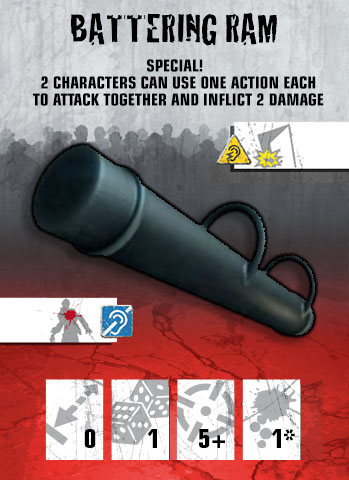 BATTERING RAM
SPECIAL!
2 CHARACTERS CAN USE ONE ACTION EACH
TO ATTACK TOGETHER AND INFLICT 2 DAMAGE
0 1 5+ 1*